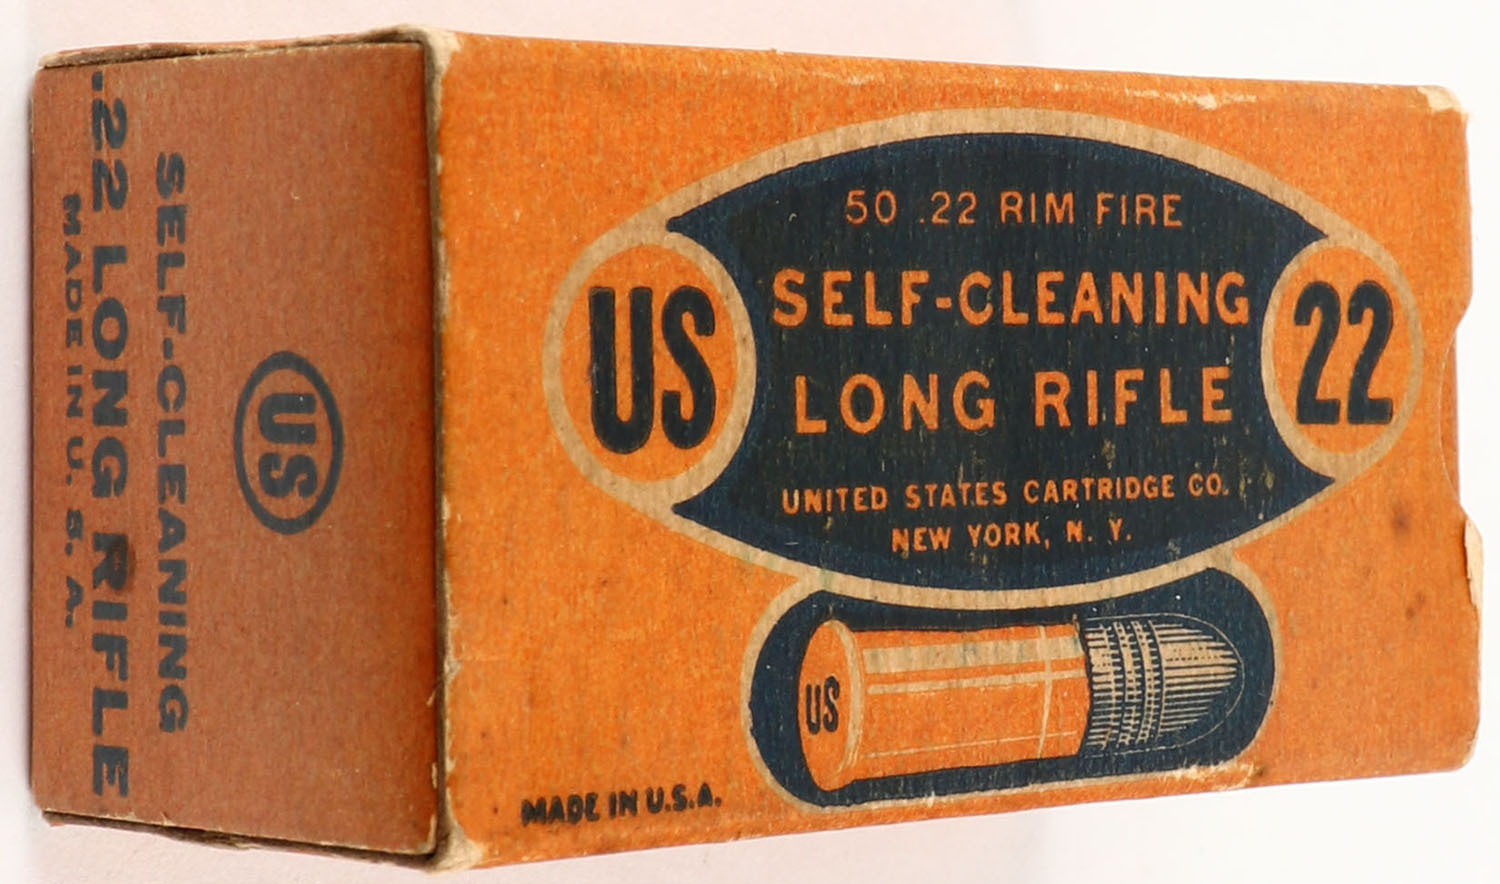 50 .22 RIM FIRE
US
SELF-CLEANING
22
LONG RIFLE
UNITED STATES CARTRIDGE CO.
NEW YORK, N. Y.
US
MADE IN U.S.A.
US
SELF-CLEANING
.22 LONG RIFLE
MADE IN U. S. A.